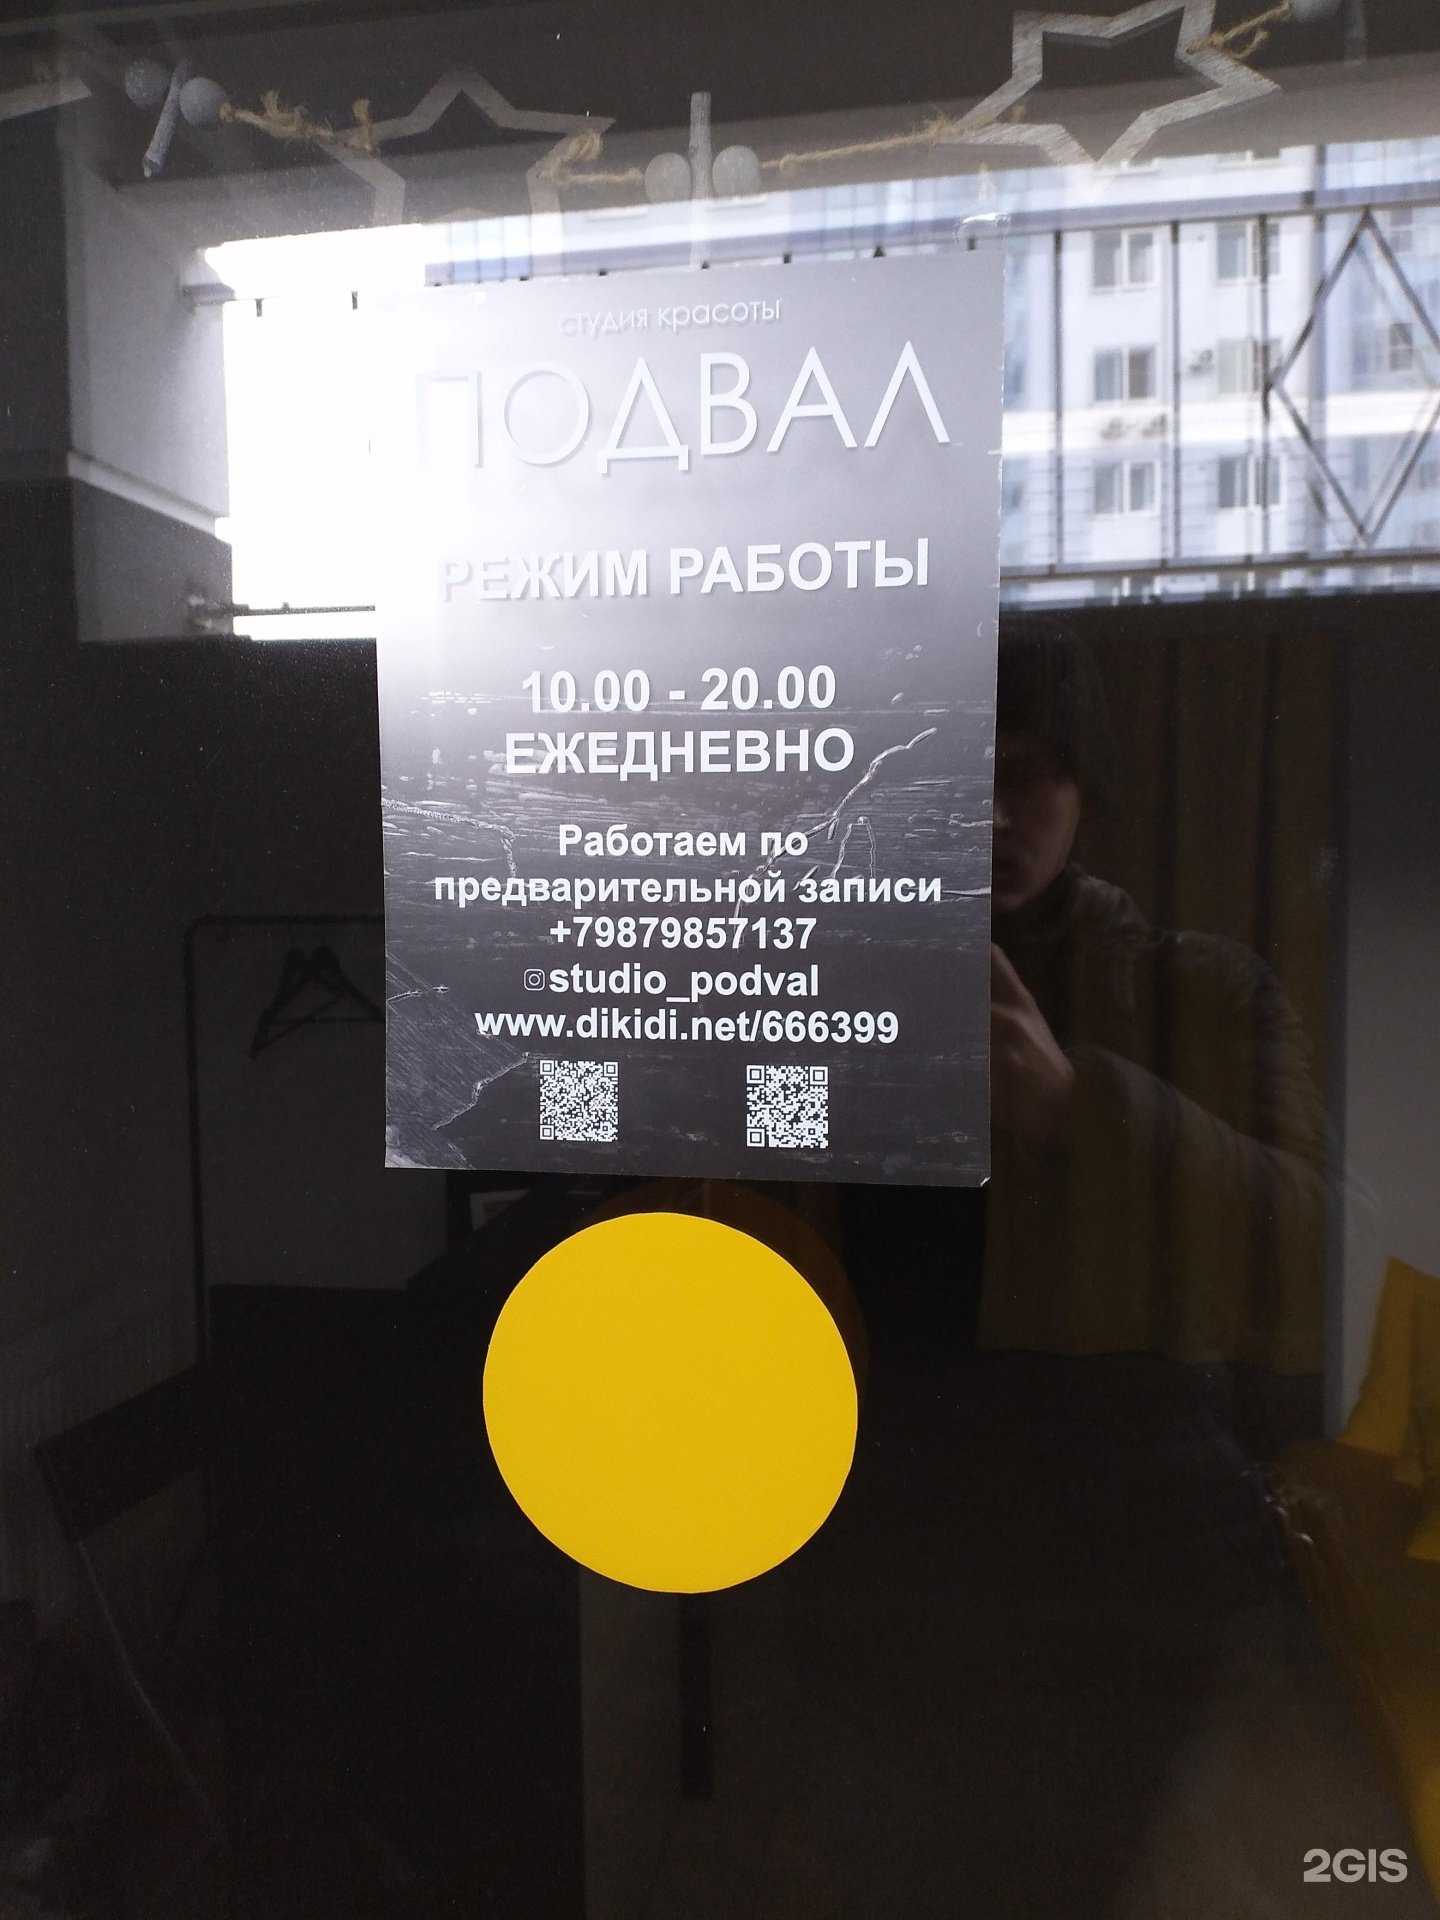 студия красоты
ПОДВАЛ
РЕЖИМ РАБОТЫ
10.00 - 20.00
ЕЖЕДНЕВНО
Работаем по
предварительной записи
+79879857137
studio_podval
www.dikidi.net/666399
2GIS